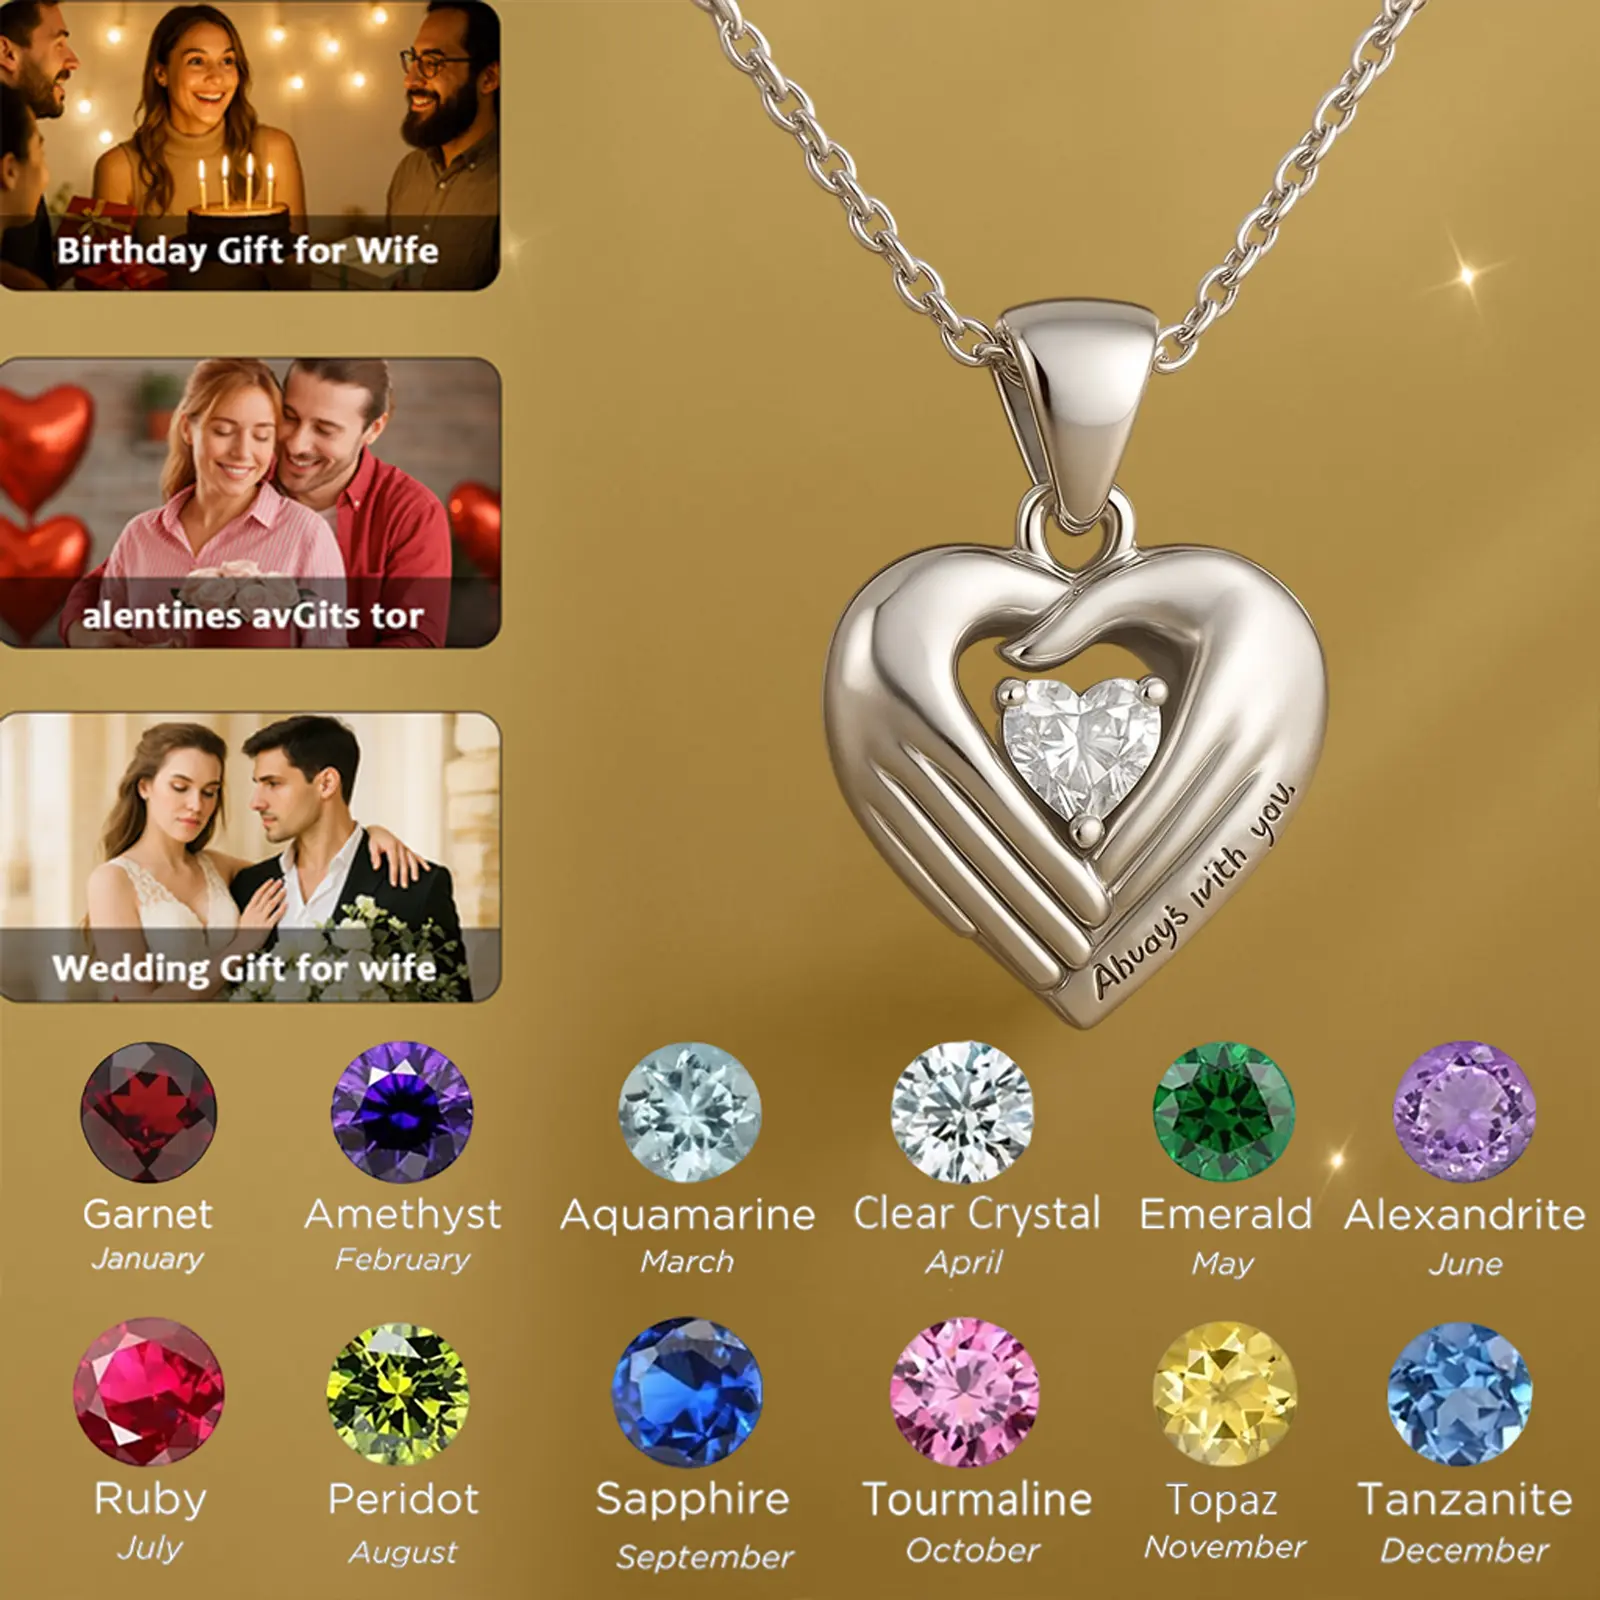 Birthday Gift for Wife
alentines avGits tor
Wedding Gift for wife
Abvays with you.
Garnet
January
Amethyst
February
Aquamarine
March
Clear Crystal
April
Emerald
May
Alexandrite
June
Ruby
July
Peridot
August
Sapphire
September
Tourmaline
October
Topaz
November
Tanzanite
December